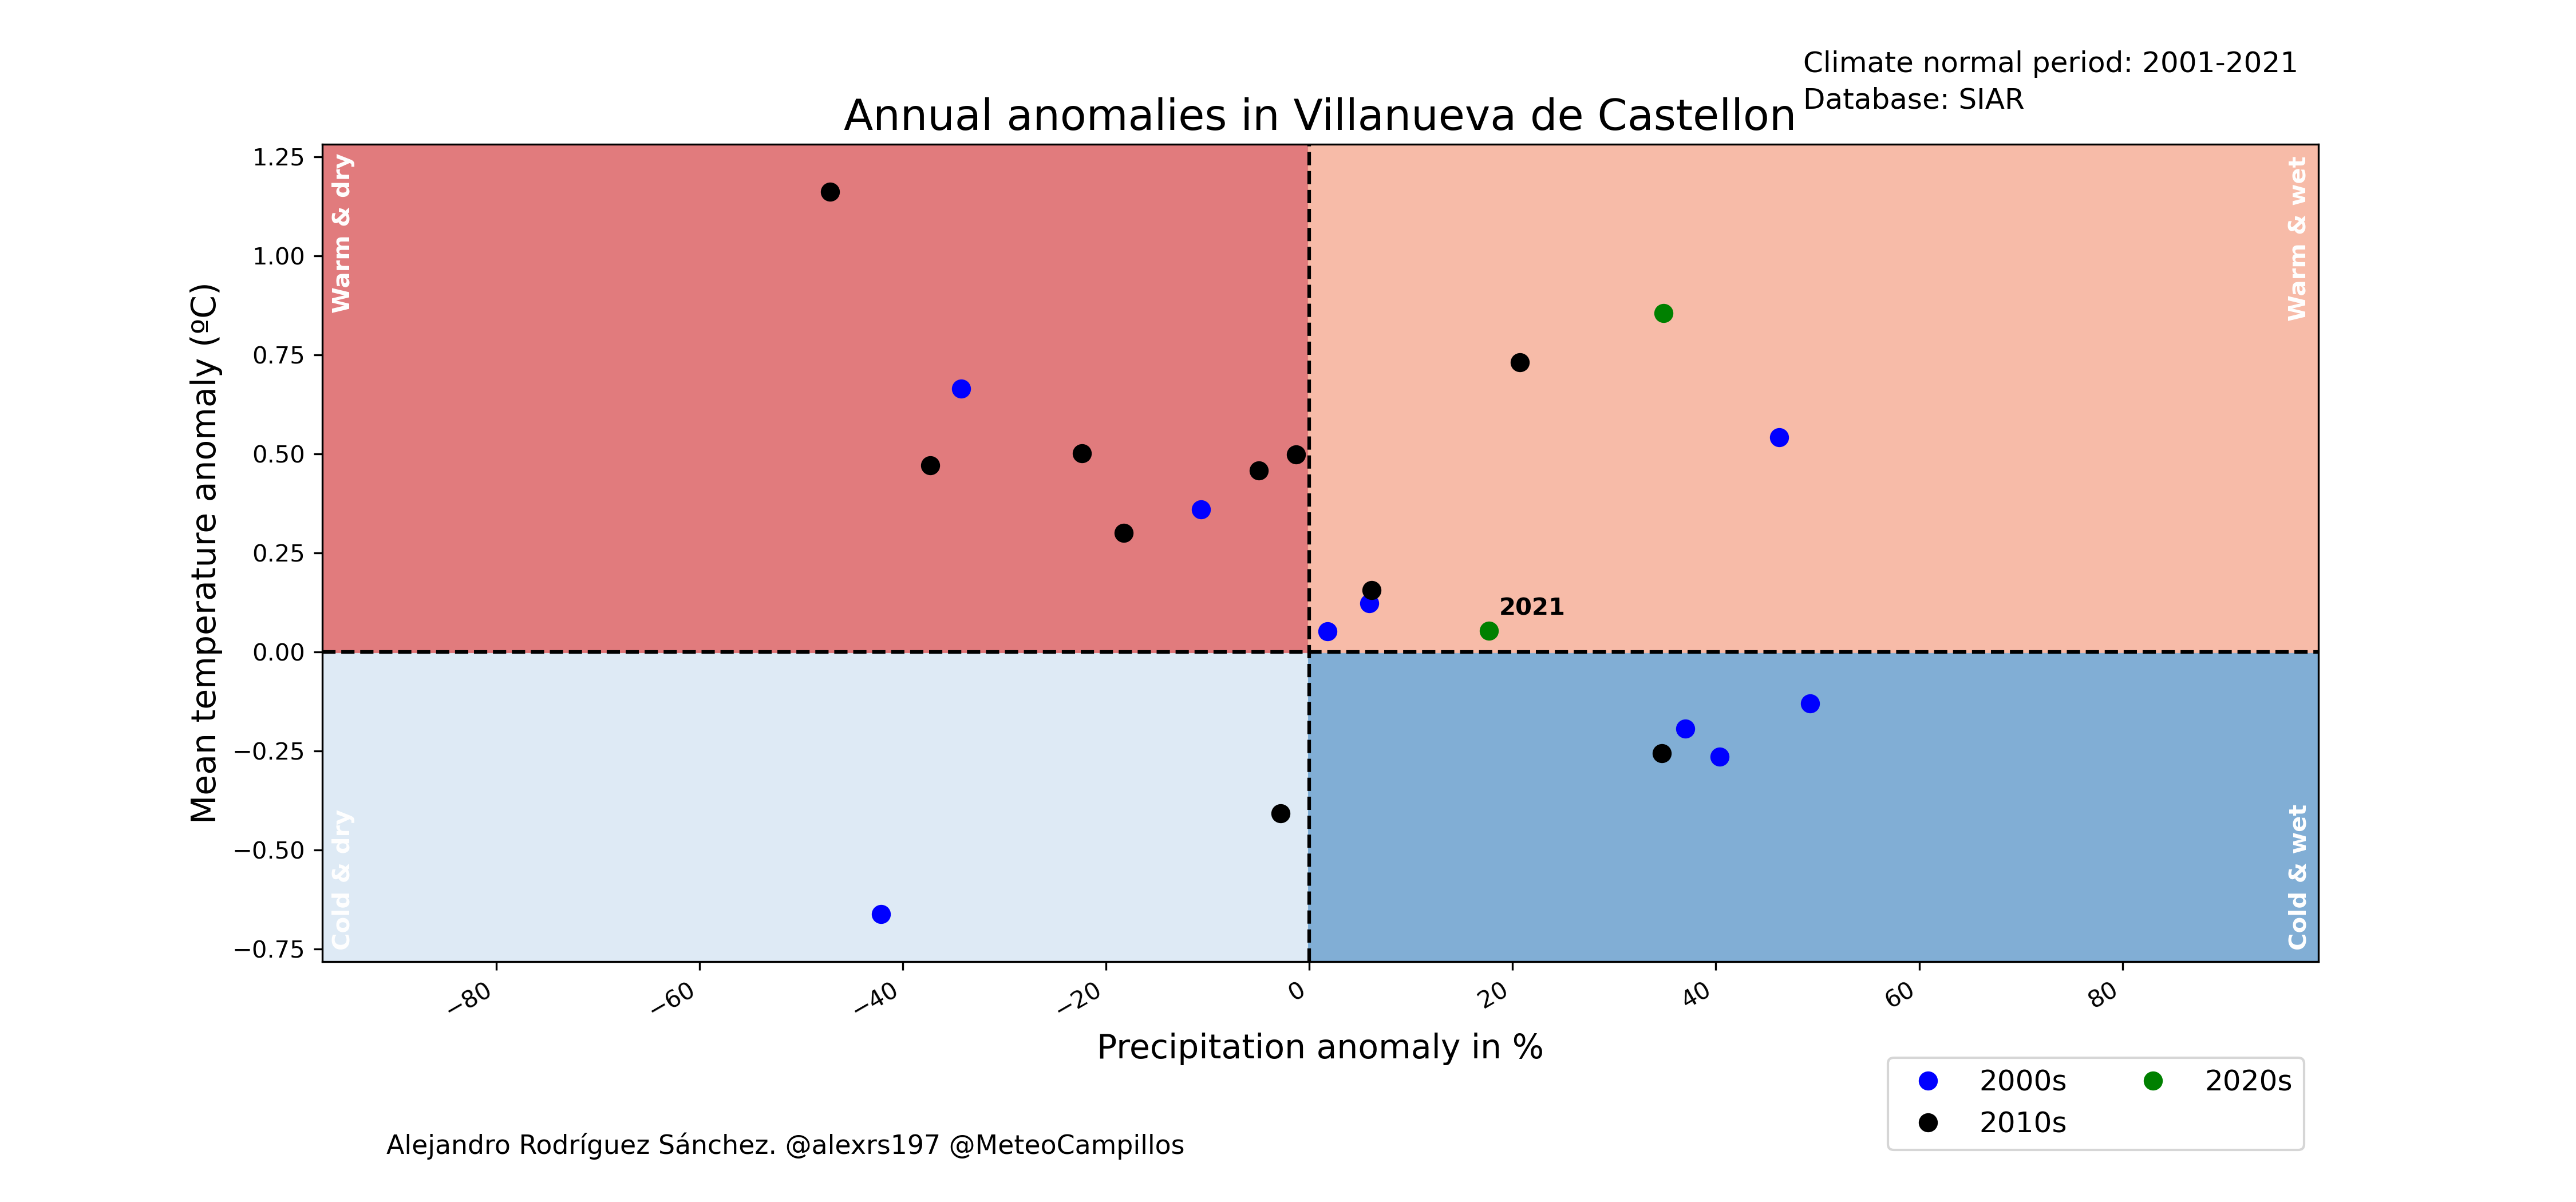 Climate normal period: 2001-2021
Database: SIAR
Annual anomalies in Villanueva de Castellon
Mean temperature anomaly (ºC)
1.25
1.00
0.75
0.50
0.25
0.00
−0.25
−0.50
−0.75
Warm & dry
Warm & wet
2021
Cold & dry
Cold & wet
−80
−60
−40
−20
0
20
40
60
80
Precipitation anomaly in %
2000s
2010s
2020s
Alejandro Rodríguez Sánchez. @alexrs197 @MeteoCampillos